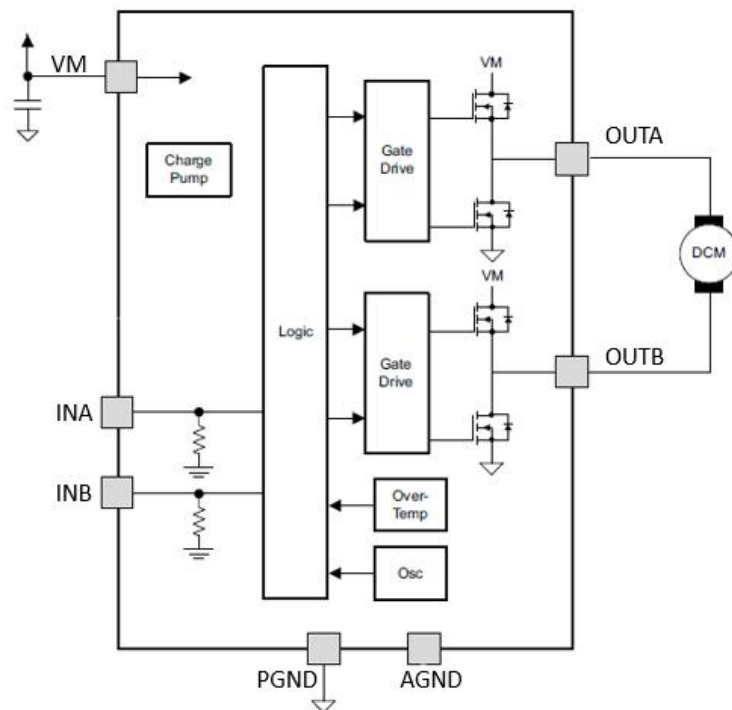 VM
Charge
Pump
Logic
Gate
Drive
VM
OUTA
DCM
Gate
Drive
VM
OUTB
INA
INB
Over-
Temp
Osc
PGND
AGND